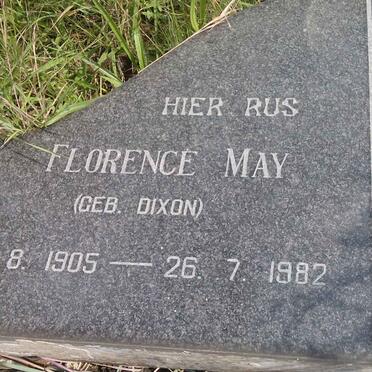 HIER RUS
FLORENCE MAY
(GEB. DIXON)
8. 1905 — 26. 7. 1982